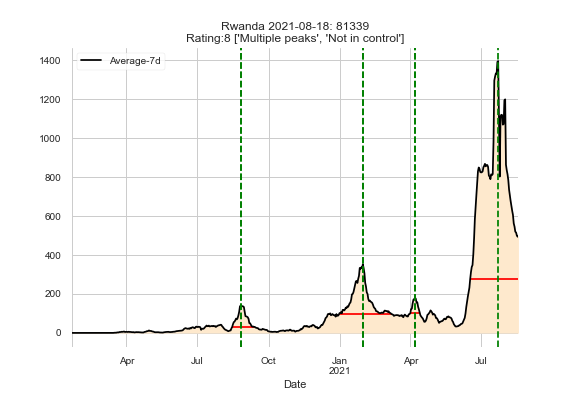 Rwanda 2021-08-18: 81339
Rating:8 ['Multiple peaks', 'Not in control']
Average-7d
1400
1200
1000
800
600
400
200
0
Apr Jul Oct Jan Apr Jul
2021
Date